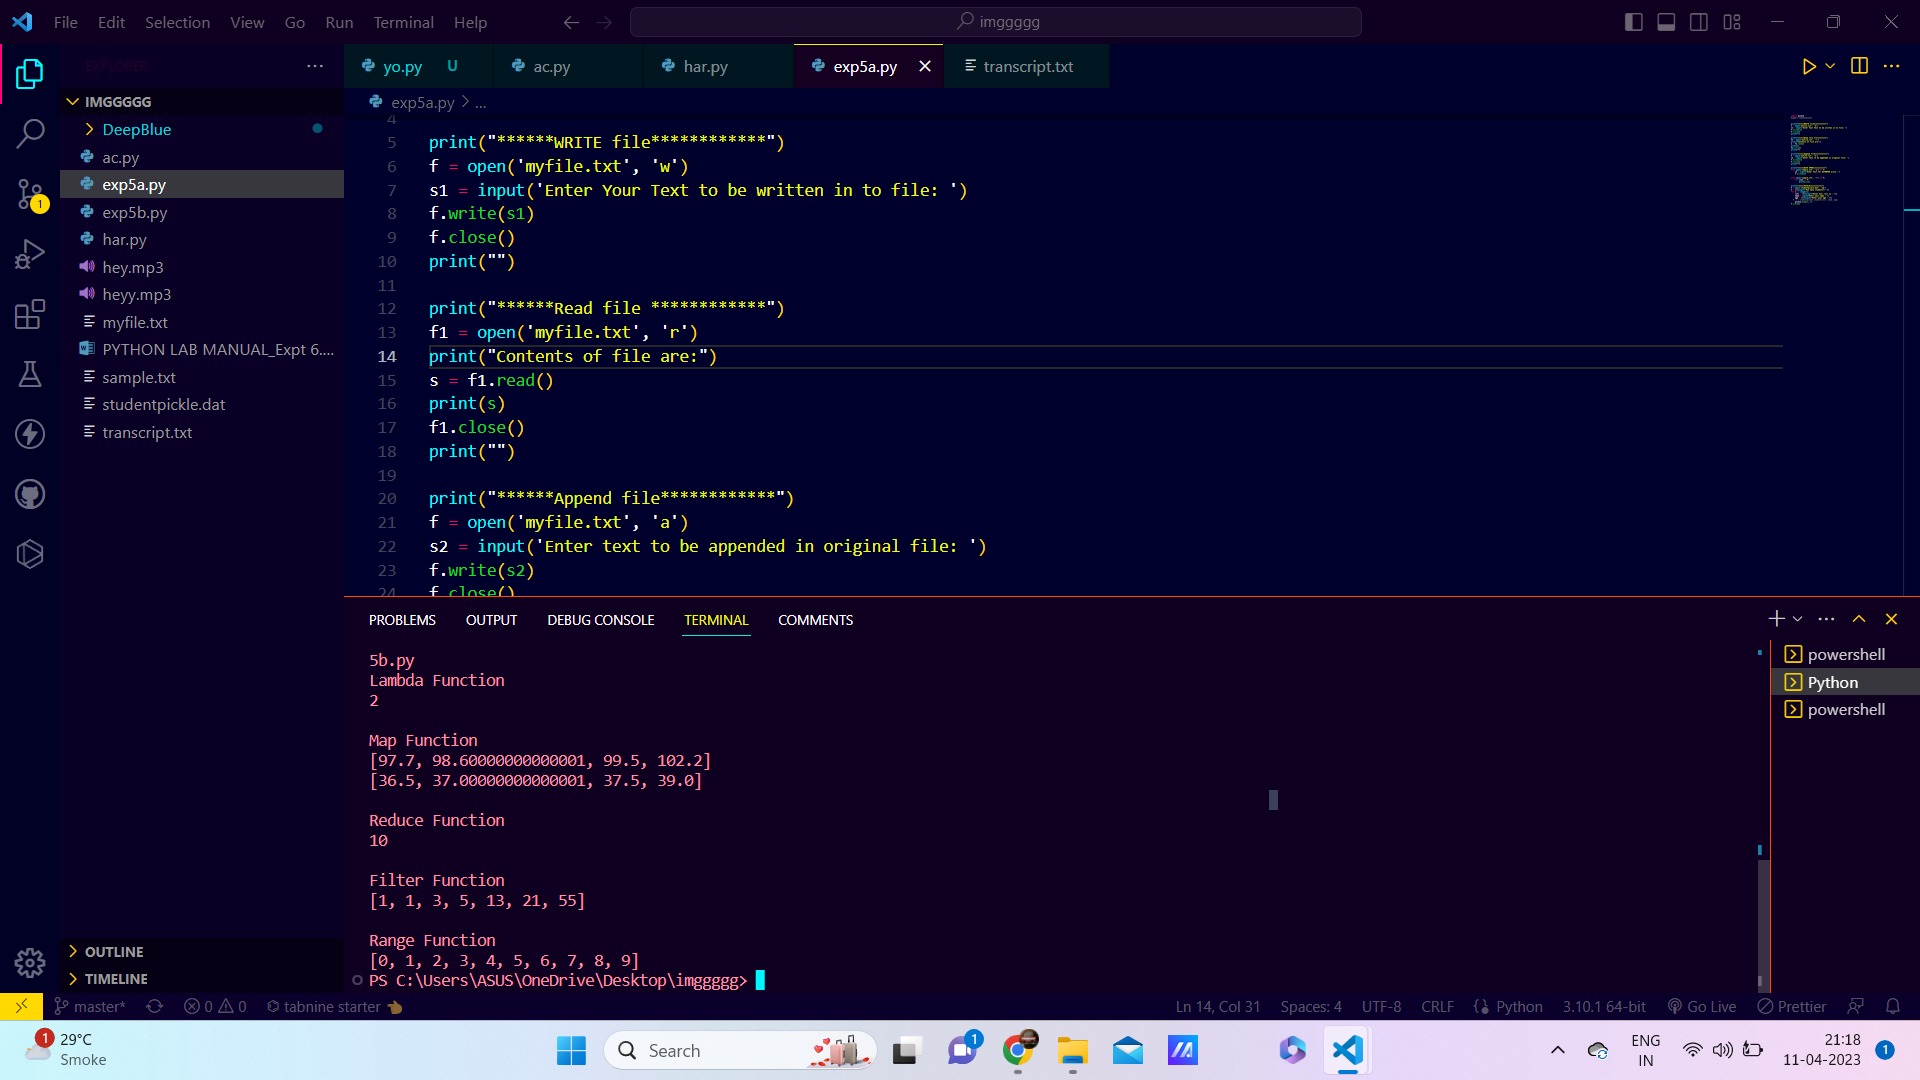 File Edit Selection View Go Run Terminal Help
imggggg
EXPLORER
yo.py U
ac.py
har.py
exp5a.py
transcript.txt
exp5a.py > ...
IMGGGGG
DeepBlue
ac.py
exp5a.py
exp5b.py
har.py
hey.mp3
heyy.mp3
myfile.txt
PYTHON LAB MANUAL_Expt 6....
sample.txt
studentpickle.dat
transcript.txt
OUTLINE
TIMELINE
1
4
5 print("******WRITE file************")
6 f = open('myfile.txt', 'w')
7 s1 = input('Enter Your Text to be written in to file: ')
8 f.write(s1)
9 f.close()
10 print("")
11
12 print("******Read file ************")
13 f1 = open('myfile.txt', 'r')
14 print("Contents of file are:")
15 s = f1.read()
16 print(s)
17 f1.close()
18 print("")
19
20 print("******Append file************")
21 f = open('myfile.txt', 'a')
22 s2 = input('Enter text to be appended in original file: ')
23 f.write(s2)
24 f.close()
PROBLEMS OUTPUT DEBUG CONSOLE TERMINAL COMMENTS
5b.py
Lambda Function
2
Map Function
[97.7, 98.60000000000001, 99.5, 102.2]
[36.5, 37.00000000000001, 37.5, 39.0]
Reduce Function
10
Filter Function
[1, 1, 3, 5, 13, 21, 55]
Range Function
[0, 1, 2, 3, 4, 5, 6, 7, 8, 9]
PS C:\Users\ASUS\OneDrive\Desktop\imggggg>
powershell
Python
powershell
master* 0 0 tabnine starter
Ln 14, Col 31 Spaces: 4 UTF-8 CRLF Python 3.10.1 64-bit Go Live Prettier
1
29°C
Smoke
Search
1
ENG
IN
21:18
11-04-2023
1